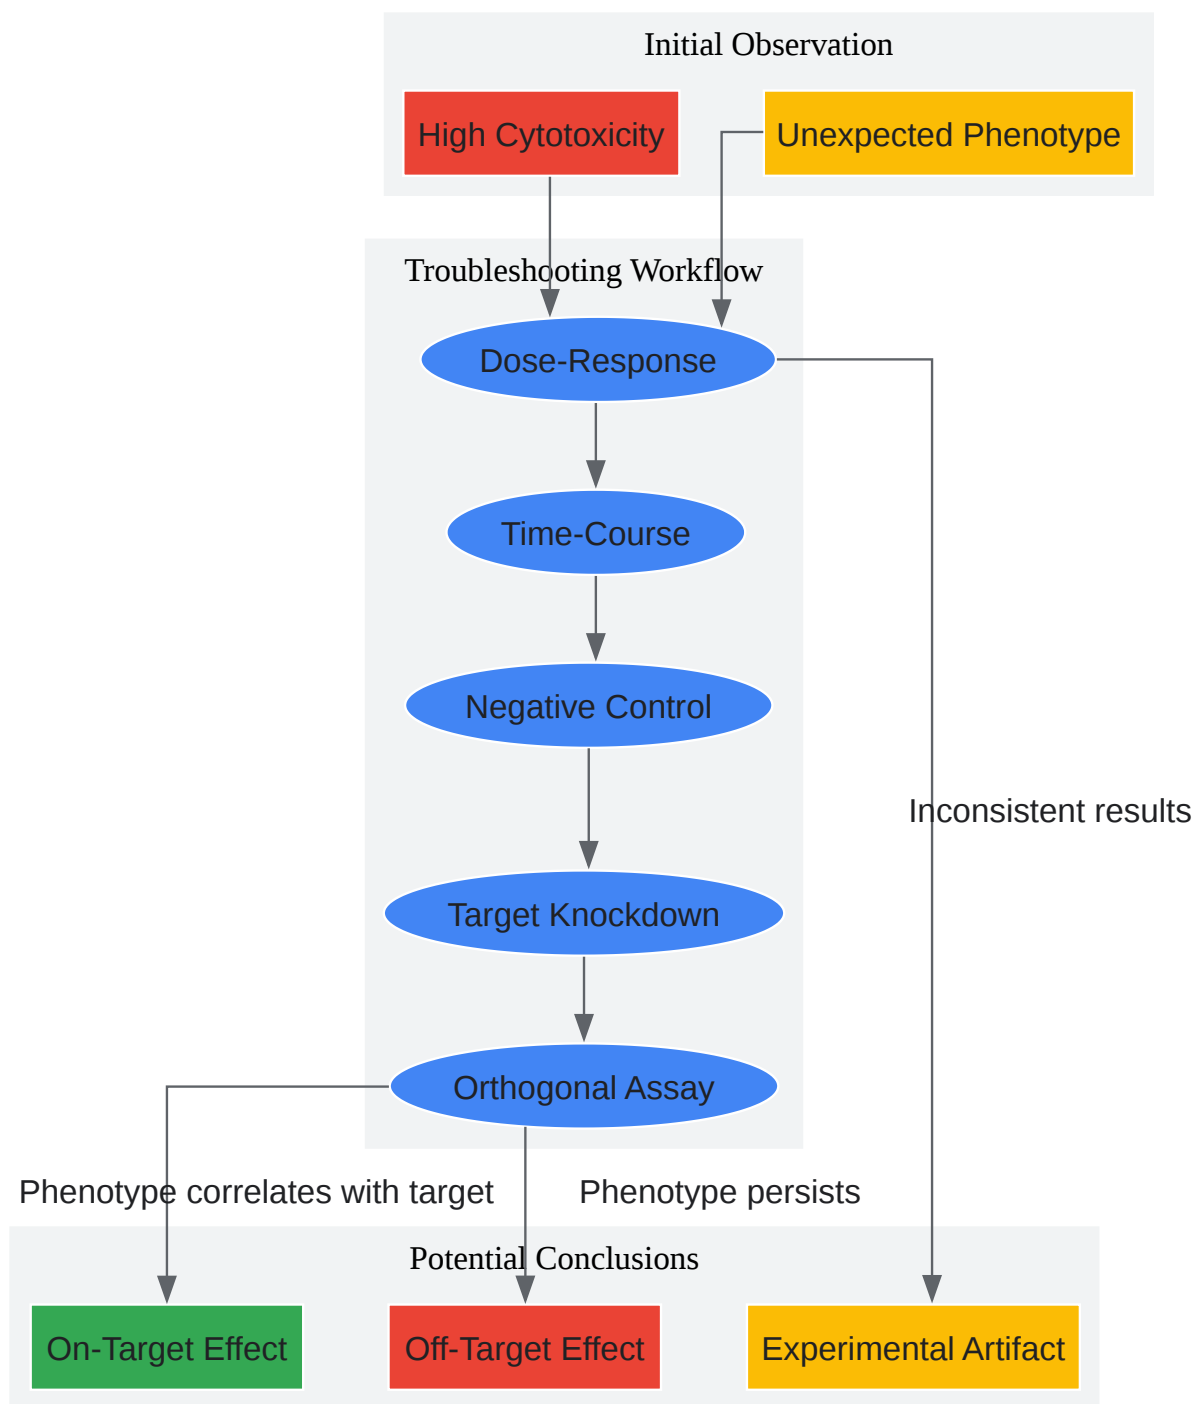 Initial Observation
High Cytotoxicity
Unexpected Phenotype
Troubleshooting Workflow
Dose-Response
Time-Course
Negative Control
Inconsistent results
Target Knockdown
Orthogonal Assay
Phenotype correlates with target
Phenotype persists
Potential Conclusions
On-Target Effect
Off-Target Effect
Experimental Artifact